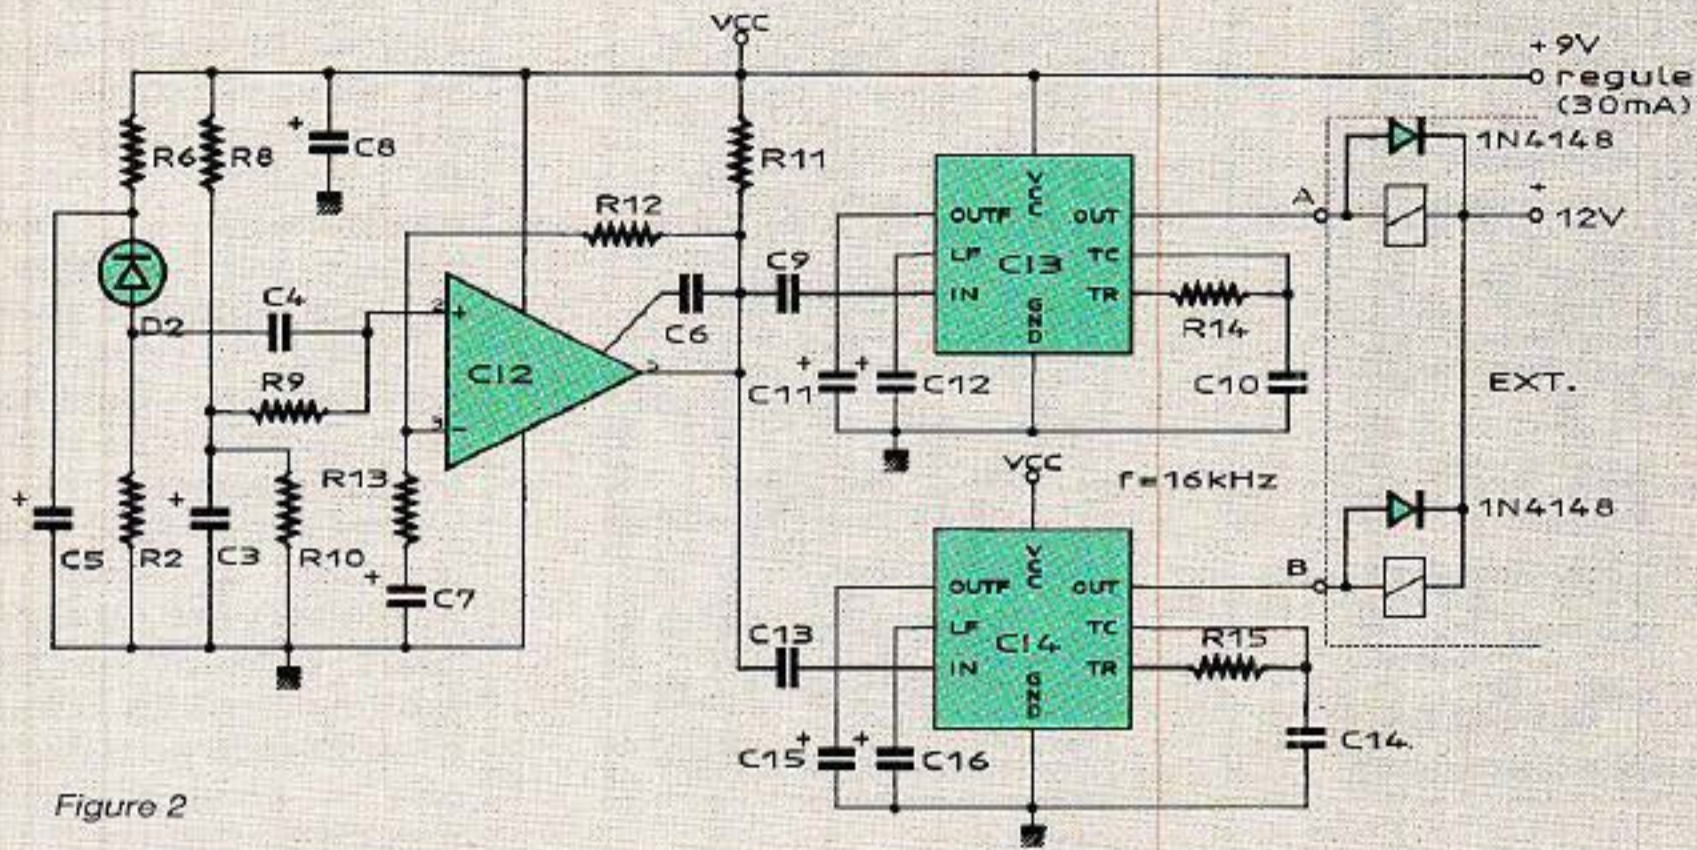 VCC
+ 9V
regule
(30mA)
R6
R8
+
C8
R11
1N4148
R12
A
+
12V
OUTF
VCC
OUT
LF
CI3
TC
IN
GND
TR
C9
C6
R14
C4
D2
2
+
CI2
R9
3
-
+
C11
+
C12
C10
EXT.
VCC
f=16kHz
R13
+
C5
R2
+
C3
R10
+
C7
1N4148
B
OUTF
VCC
OUT
LF
CI4
TC
IN
GND
TR
C13
R15
+
C15
+
C16
C14.
Figure 2